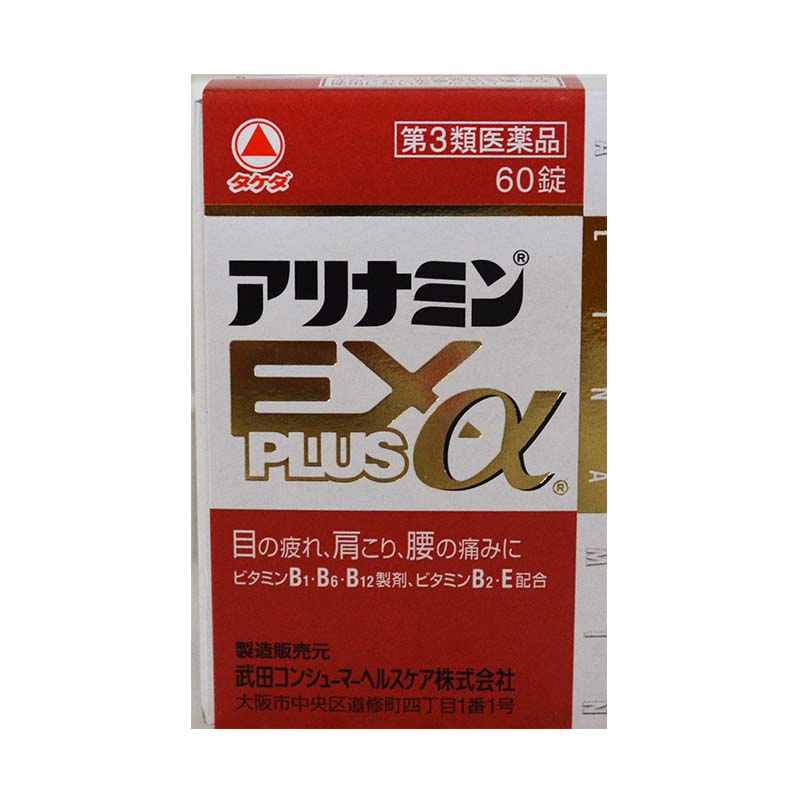 タケダ
第3類医薬品
60錠
アリナミン®
EX
PLUSα®
目の疲れ、肩こり、腰の痛みに
ビタミンB1・B6・B12製剤、ビタミンB2・E配合
製造販売元
武田コンシューマーヘルスケア株式会社
大阪市中央区道修町四丁目1番1号
ALINAMIN